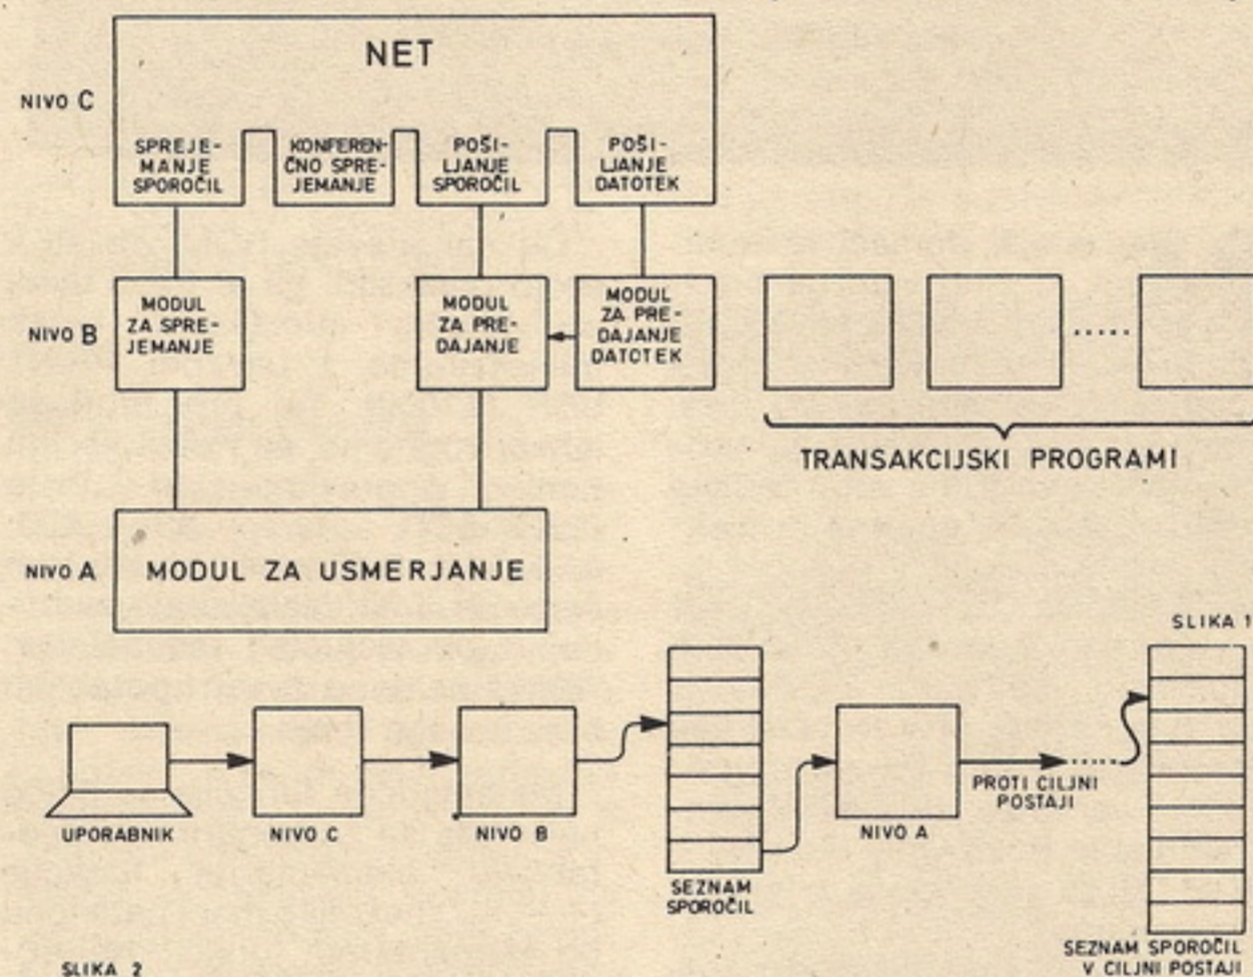 NET
NIVO C
SPREJE-
MANJE
SPOROČIL
KONFEREN-
ČNO SPRE-
JEMANJE
POŠI-
LJANJE
SPOROČIL
POŠI-
LJANJE
DATOTEK
NIVO B
MODUL
ZA SPRE-
JEMANJE
MODUL
ZA PRE-
DAJANJE
MODUL
ZA PRE-
DAJANJE
DATOTEK
TRANSAKCIJSKI PROGRAMI
NIVO A
MODUL ZA USMERJANJE
SLIKA 1
UPORABNIK
NIVO C
NIVO B
SEZNAM
SPOROČIL
NIVO A
PROTI CILJNI
POSTAJI
SEZNAM SPOROČIL
V CILJNI POSTAJI
SLIKA 2